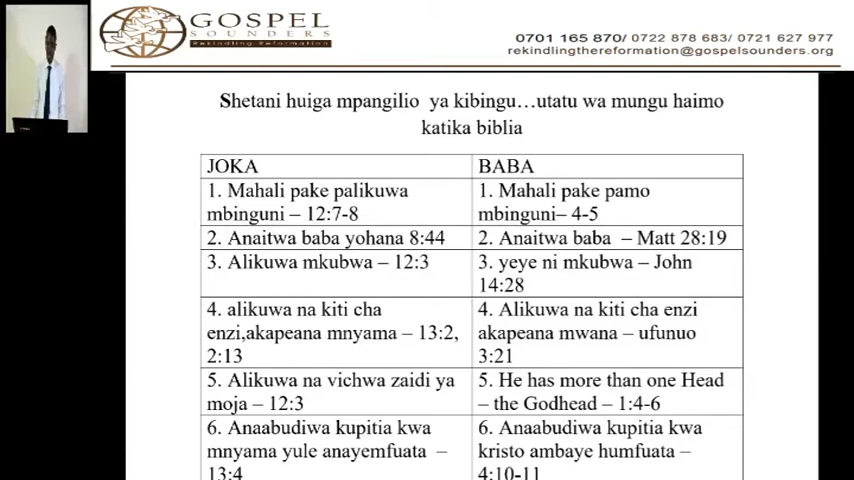 GOSPEL
SOUNDERS
Rekindling Reformation
0701 165 870/ 0722 878 683/ 0721 627 977
rekindlingthereformation@gospelsounders.org
Shetani huiga mpangilio ya kibingu…utatu wa mungu haimo
katika biblia
JOKA
BABA
1. Mahali pake palikuwa
mbinguni – 12:7-8
1. Mahali pake pamo
mbinguni– 4-5
2. Anaitwa baba yohana 8:44
2. Anaitwa baba – Matt 28:19
3. Alikuwa mkubwa – 12:3
3. yeye ni mkubwa – John
14:28
4. alikuwa na kiti cha
enzi,akapeana mnyama – 13:2,
2:13
4. Alikuwa na kiti cha enzi
akapeana mwana – ufunuo
3:21
5. Alikuwa na vichwa zaidi ya
moja – 12:3
5. He has more than one Head
– the Godhead – 1:4-6
6. Anaabudiwa kupitia kwa
mnyama yule anayemfuata –
13:4
6. Anaabudiwa kupitia kwa
kristo ambaye humfuata –
4:10-11